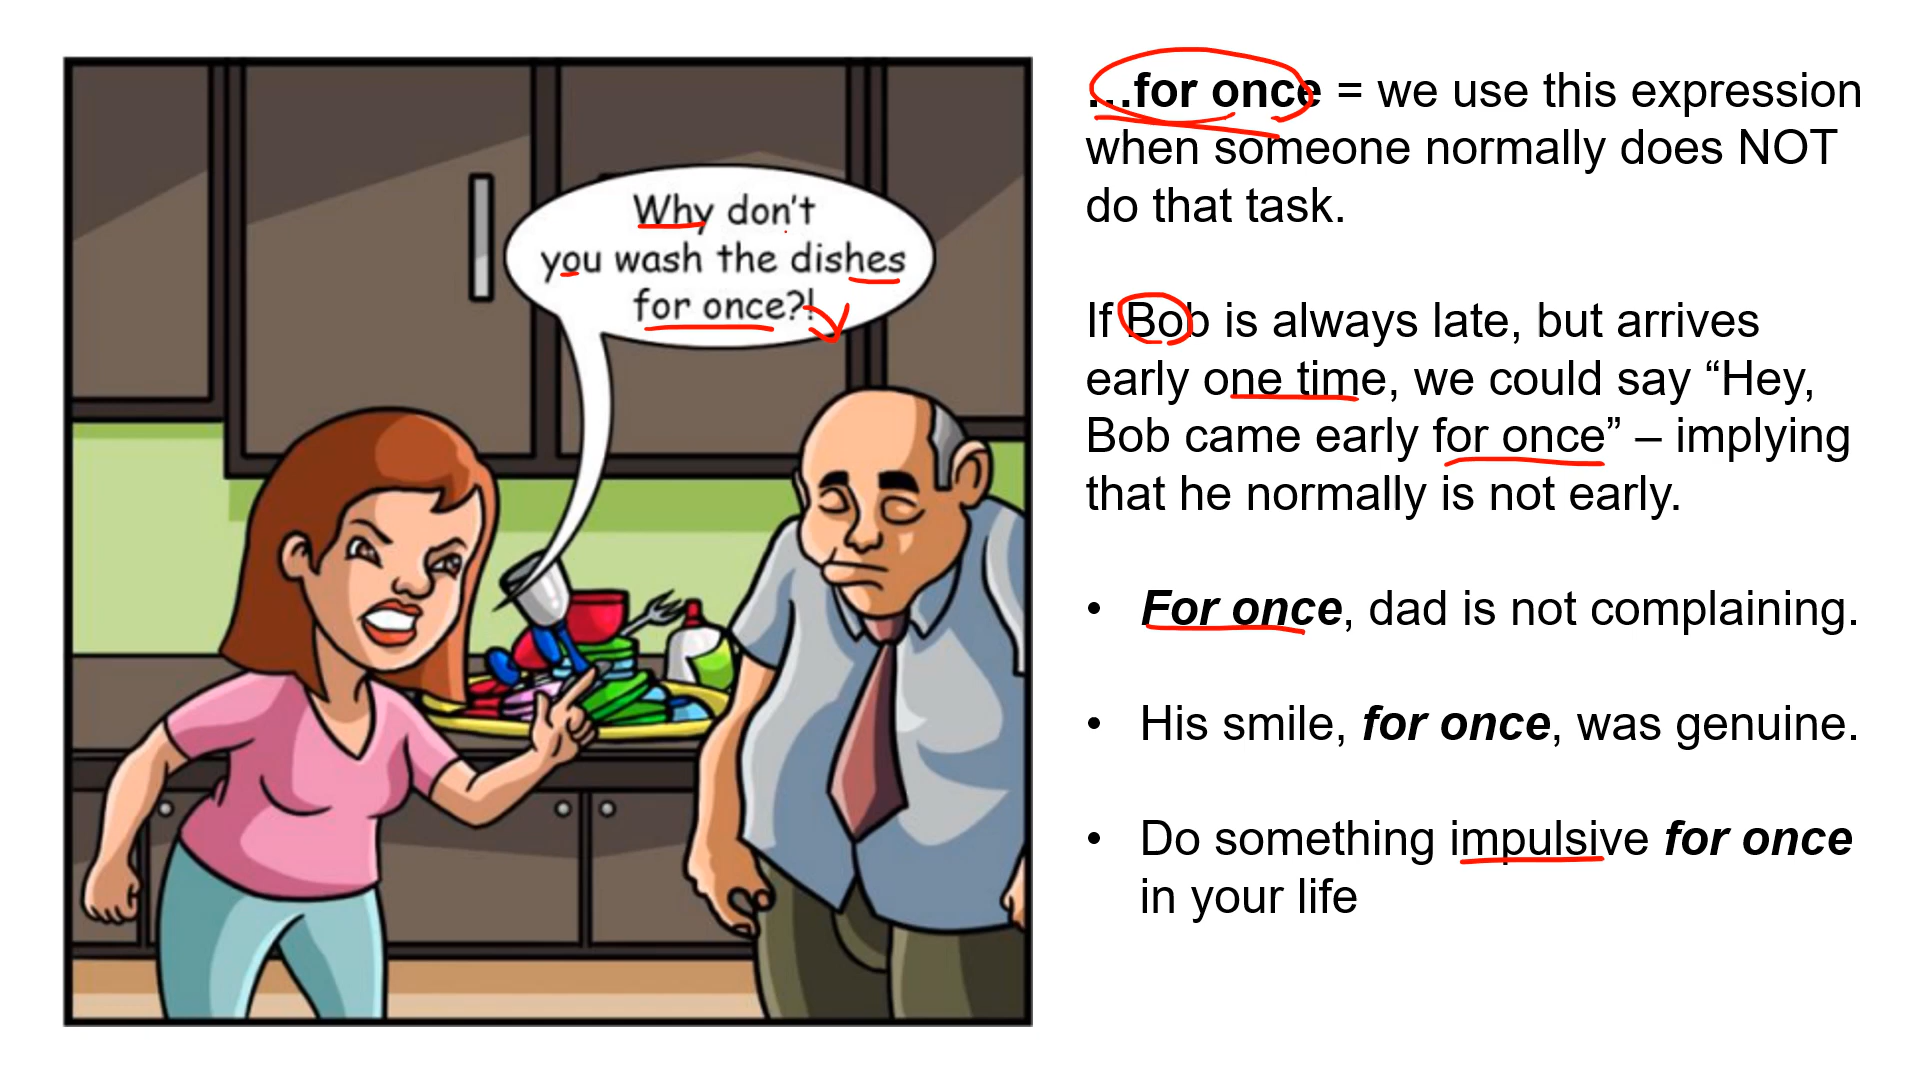 Why don't
you wash the dishes
for once?!
...for once = we use this expression
when someone normally does NOT
do that task.
If Bob is always late, but arrives
early one time, we could say “Hey,
Bob came early for once” – implying
that he normally is not early.
• For once, dad is not complaining.
• His smile, for once, was genuine.
• Do something impulsive for once
in your life